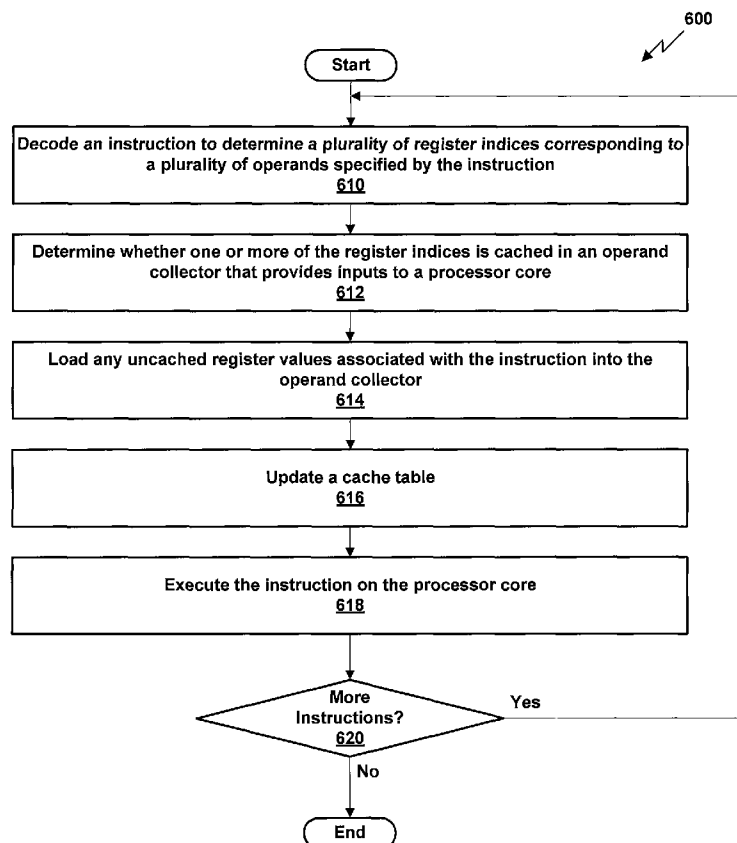 600
Start
Decode an instruction to determine a plurality of register indices corresponding to
a plurality of operands specified by the instruction
610
Determine whether one or more of the register indices is cached in an operand
collector that provides inputs to a processor core
612
Load any uncached register values associated with the instruction into the
operand collector
614
Update a cache table
616
Execute the instruction on the processor core
618
More
Instructions?
620
Yes
No
End